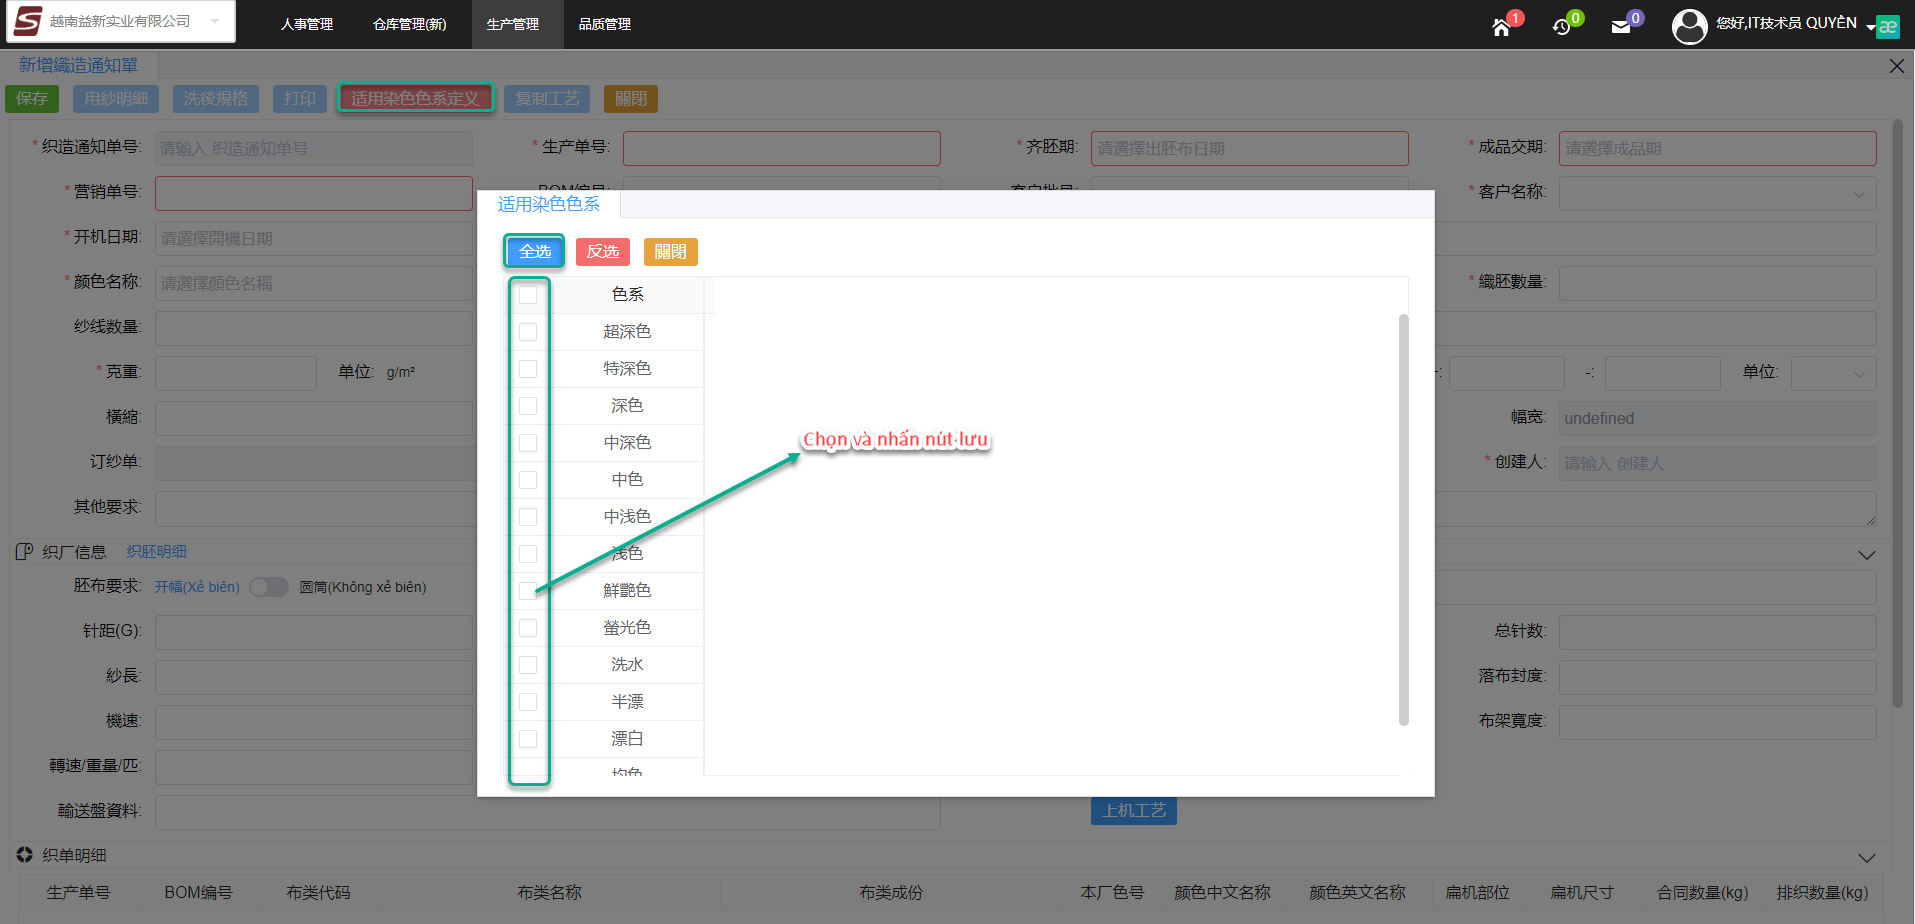 越南益新实业有限公司
人事管理 仓库管理(新) 生产管理 品质管理
1 0 0 您好,IT技术员 QUYÊN æ
新增織造通知單
保存 用紗明細 洗後规格 打印 适用染色色系定义 复制工艺 關閉
* 织造通知单号: 请输入 织造通知单号 * 生产单号: * 齐胚期: 请選擇出胚布日期 * 成品交期: 请選擇成品期
* 营销单号: BOM编号: 客户批号: * 客户名称:
适用染色色系
* 开机日期: 请選擇開機日期
全选 反选 關閉
* 颜色名称: 请選擇顏色名稱 * 織胚數量:
色系
纱线数量: 超深色
* 克重: 单位: g/m² 特深色 -: 单位:
橫縮: 深色 幅宽: undefined
中深色 Chọn và nhấn nút lưu
订纱单: * 创建人: 请输入 创建人
中色
其他要求: 中浅色
织厂信息 织胚明细 浅色
胚布要求: 开幅(Xẻ biên) 圆筒(Không xẻ biên) 鮮艷色
针距(G): 螢光色 总针数:
紗長: 洗水 落布封度:
機速: 半漂 布架寬度:
漂白
轉速/重量/匹: 均色
輸送盤資料: 上机工艺
织单明细
生产单号 BOM编号 布类代码 布类名称 布类成份 本厂色号 颜色中文名称 颜色英文名称 扁机部位 扁机尺寸 合同数量(kg) 排织数量(kg)